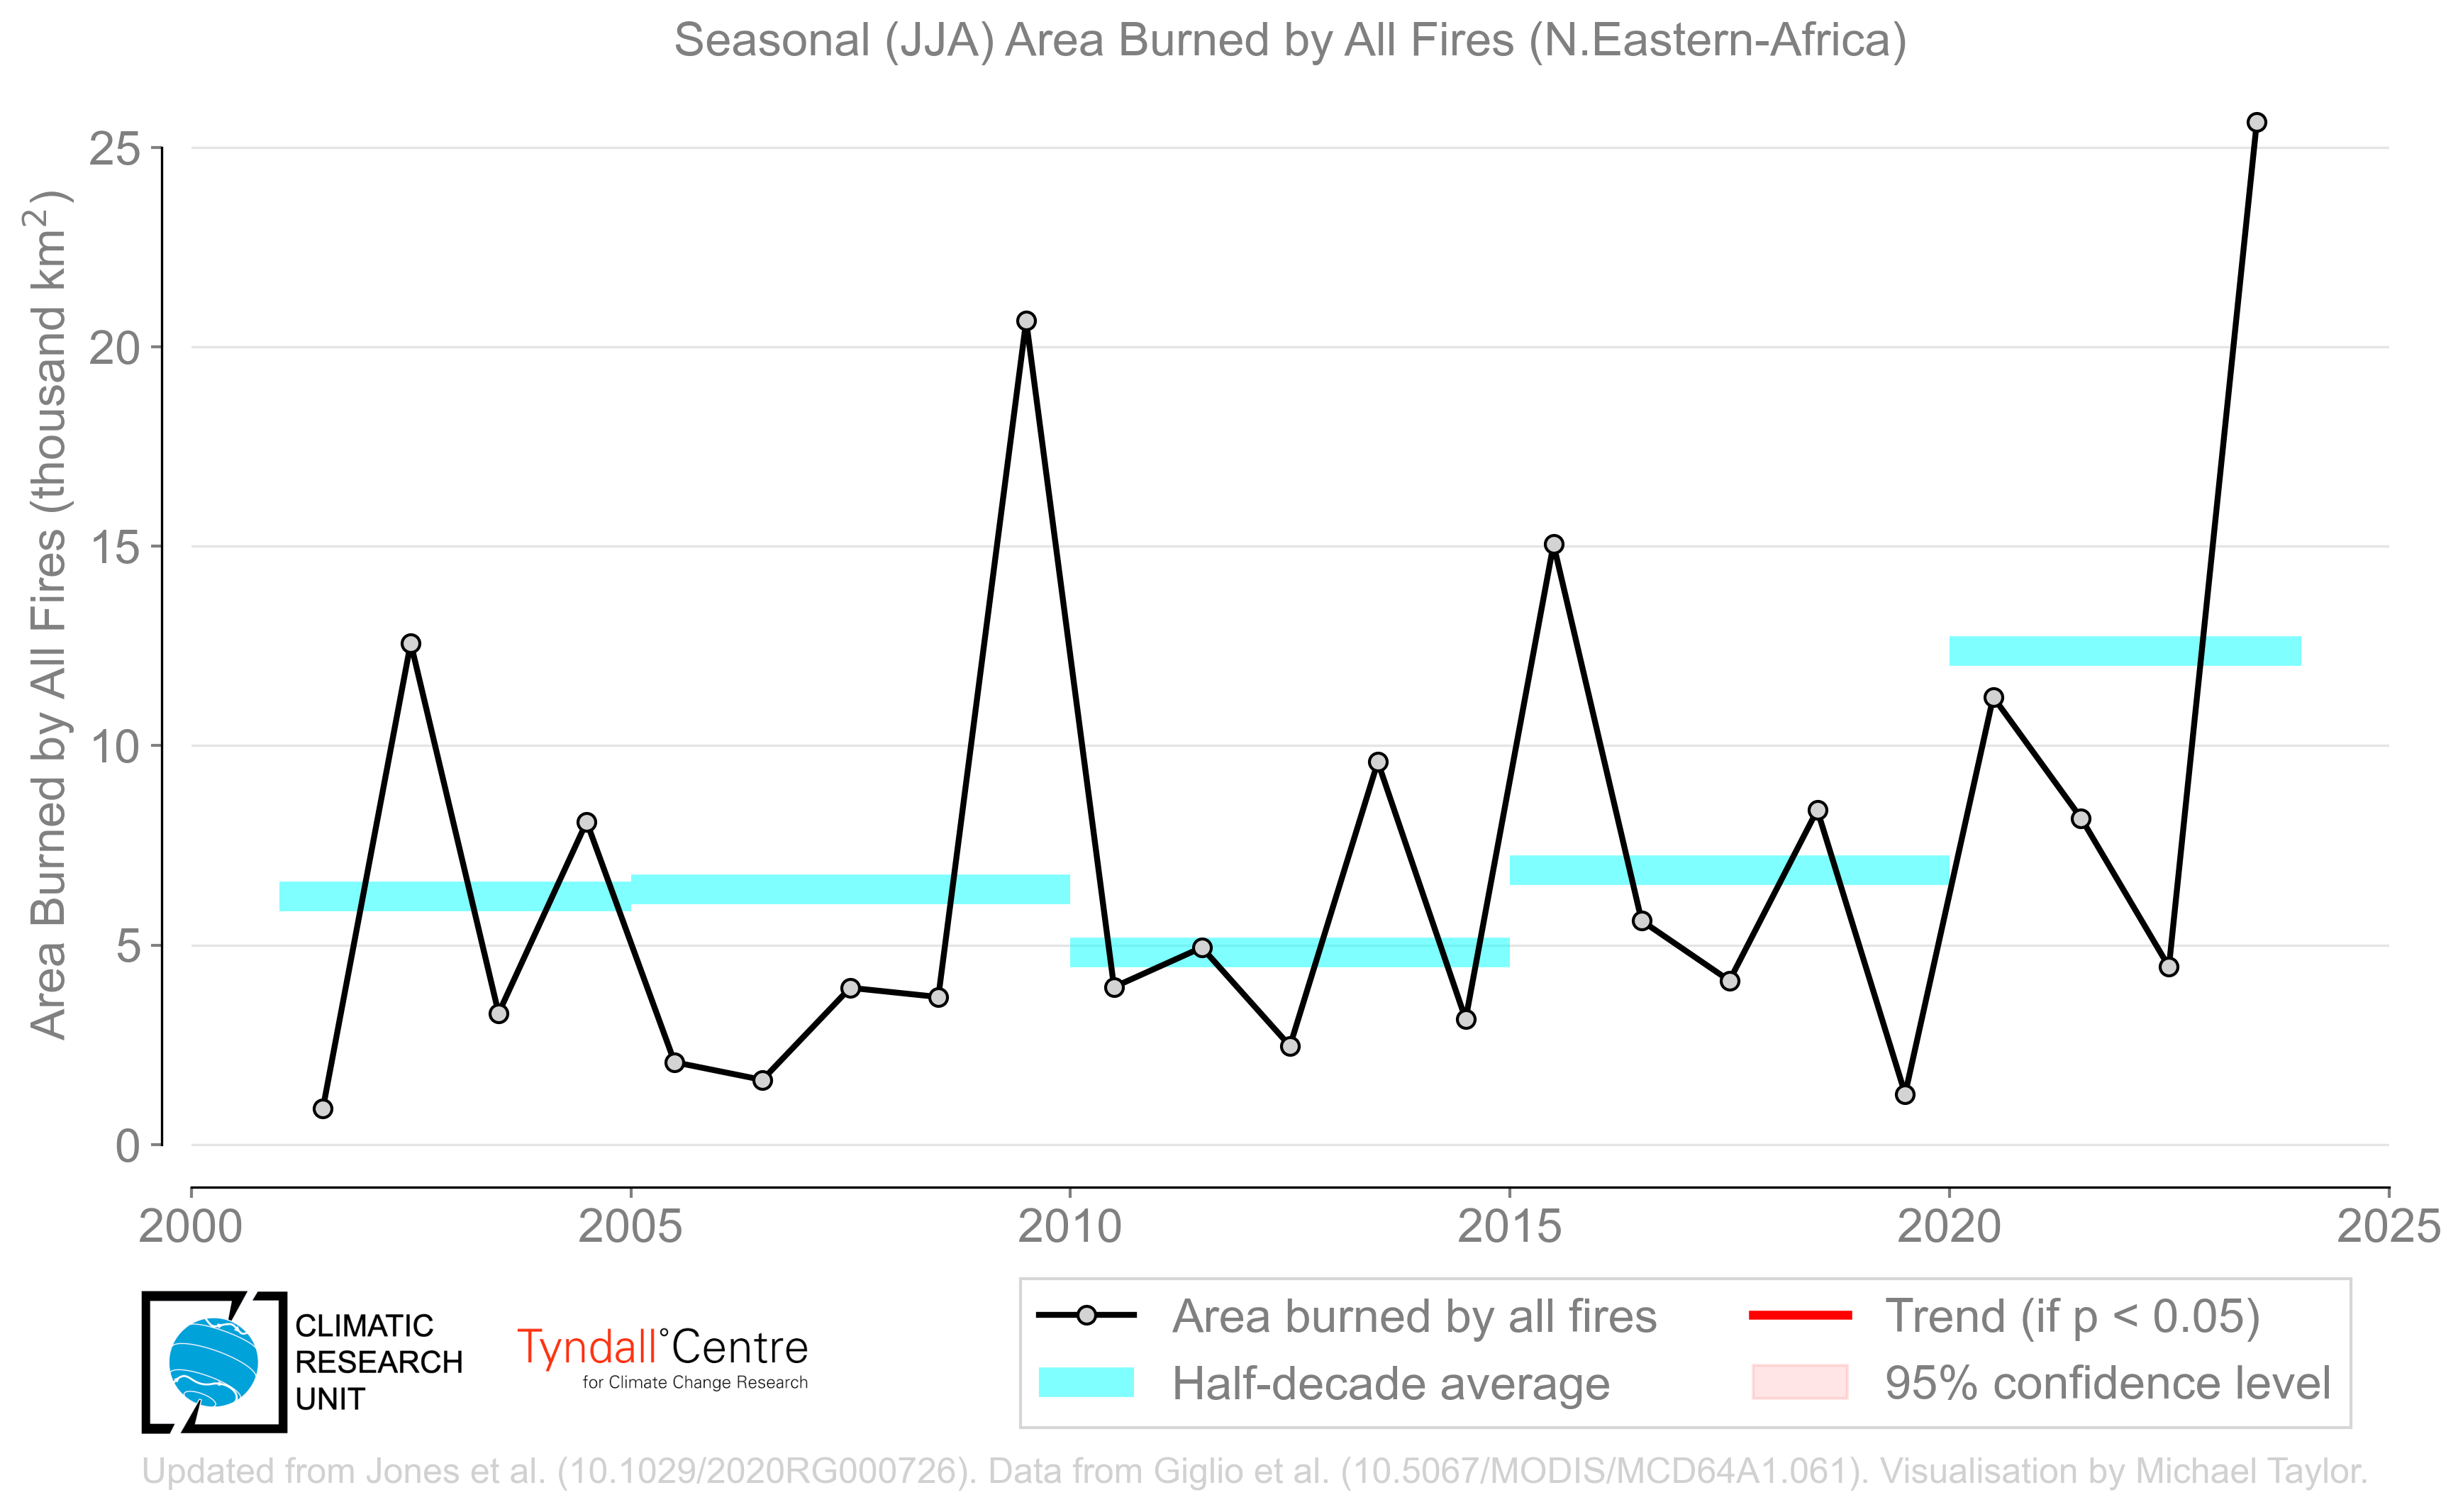 Seasonal (JJA) Area Burned by All Fires (N.Eastern-Africa)
Area Burned by All Fires (thousand km²)
25
20
15
10
5
0
2000 2005 2010 2015 2020 2025
CLIMATIC
RESEARCH
UNIT
Tyndall°Centre
for Climate Change Research
Area burned by all fires
Half-decade average
Trend (if p < 0.05)
95% confidence level
Updated from Jones et al. (10.1029/2020RG000726). Data from Giglio et al. (10.5067/MODIS/MCD64A1.061). Visualisation by Michael Taylor.